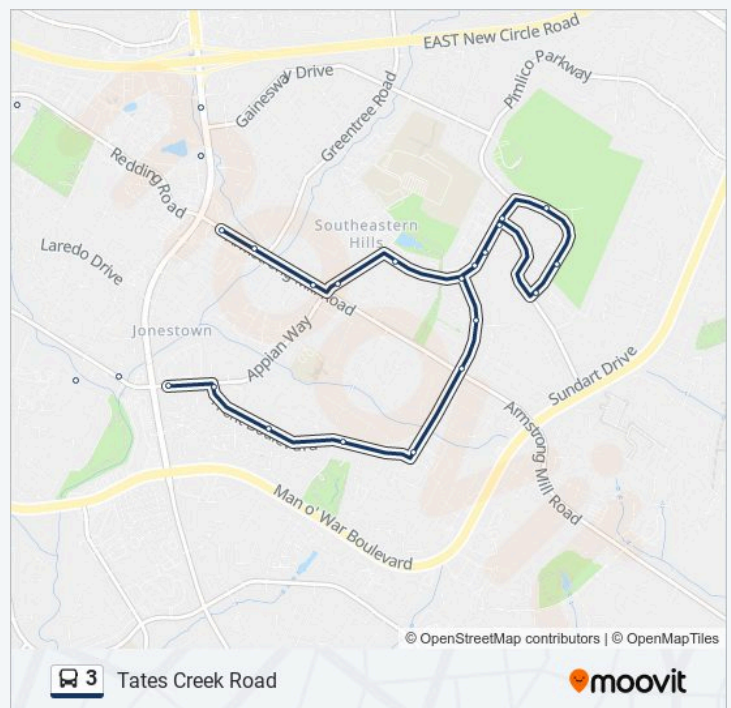 EAST New Circle Road
Pimlico Parkway
Drive
Greentree Road
Redding Road
Southeastern
Hills
Laredo Drive
Road
Jonestown
Appian Way
Sundart Drive
Armstrong Mill Road
Man o' War Boulevard
© OpenStreetMap contributors | © OpenMapTiles
3 Tates Creek Road
moovit